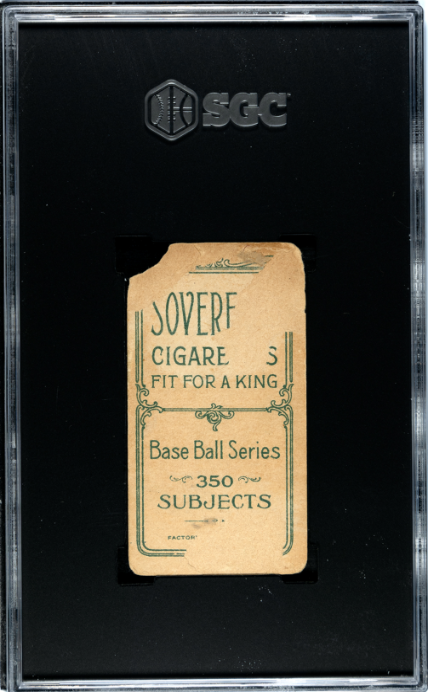 SGC
SOVERE
CIGARE S
FIT FOR A KING
Base Ball Series
350
SUBJECTS
FACTOR